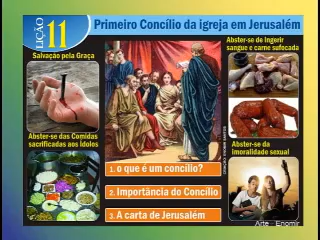 LIÇÃO
11
Primeiro Concílio da igreja em Jerusalém
Salvação pela Graça
Abster-se das Comidas
sacrificadas aos Ídolos
Abster-se de Ingerir
sangue e carne sufocada
Abster-se da
imoralidade sexual
1. o que é um concílio?
2. Importância do Concílio
3. A carta de Jerusalém
Arte - Enomir